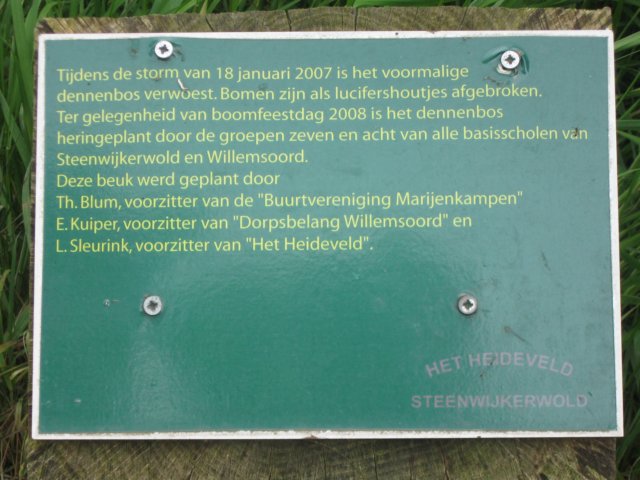 Tijdens de storm van 18 januari 2007 is het voormalige
dennenbos verwoest. Bomen zijn als lucifershoutjes afgebroken.
Ter gelegenheid van boomfeestdag 2008 is het dennenbos
heringeplant door de groepen zeven en acht van alle basisscholen van
Steenwijkerwold en Willemsoord.
Deze beuk werd geplant door
Th. Blum, voorzitter van de "Buurtvereniging Marijenkampen"
E. Kuiper, voorzitter van "Dorpsbelang Willemsoord" en
L. Sleurink, voorzitter van "Het Heideveld".
HET HEIDEVELD
STEENWIJKERWOLD